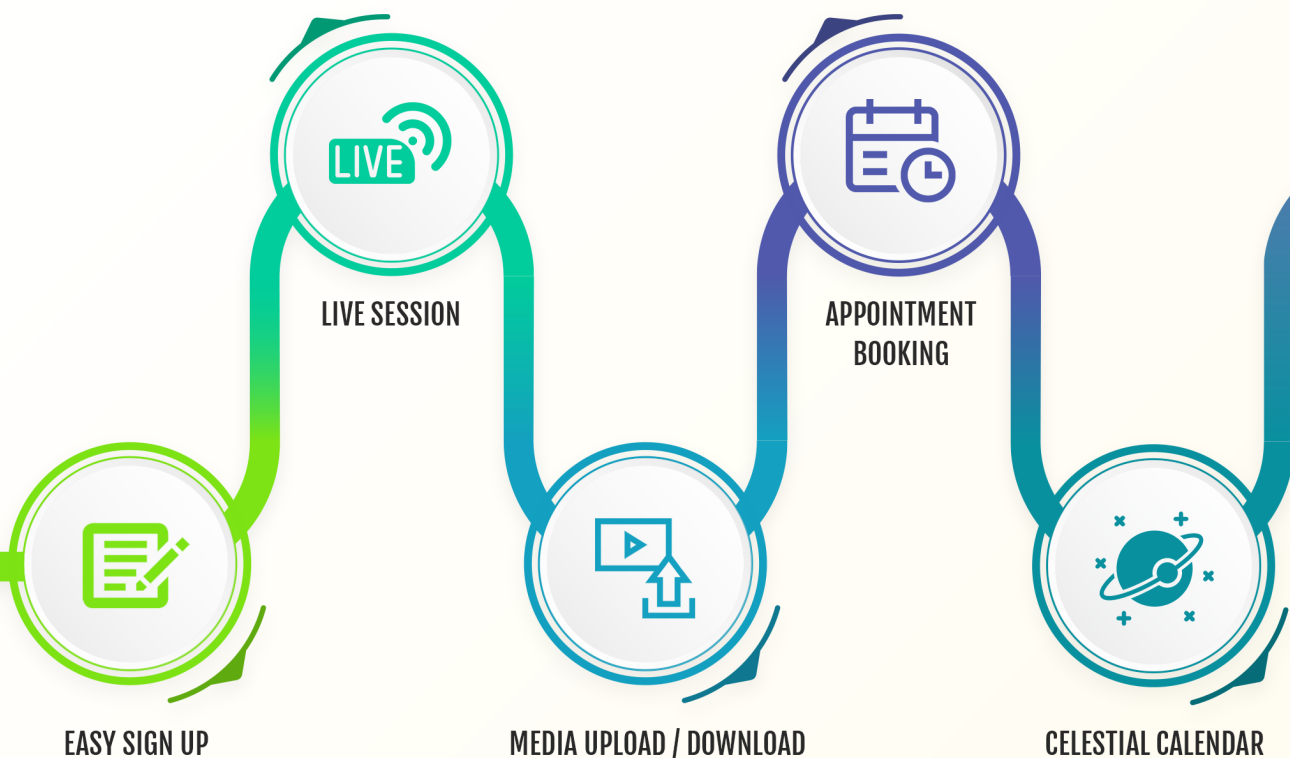 LIVE
LIVE SESSION
APPOINTMENT
BOOKING
EASY SIGN UP
MEDIA UPLOAD / DOWNLOAD
CELESTIAL CALENDAR